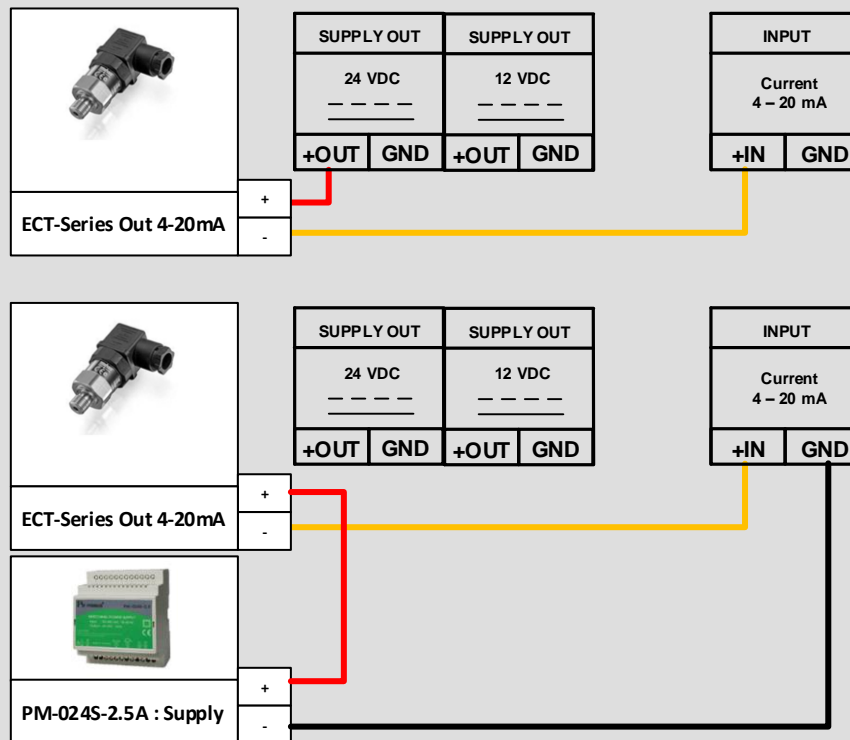 SUPPLY OUT SUPPLY OUT INPUT
24 VDC 12 VDC Current
4 – 20 mA
+OUT GND +OUT GND +IN GND
+
ECT-Series Out 4-20mA
-
SUPPLY OUT SUPPLY OUT INPUT
24 VDC 12 VDC Current
4 – 20 mA
+OUT GND +OUT GND +IN GND
+
ECT-Series Out 4-20mA
-
+
PM-024S-2.5A : Supply
-